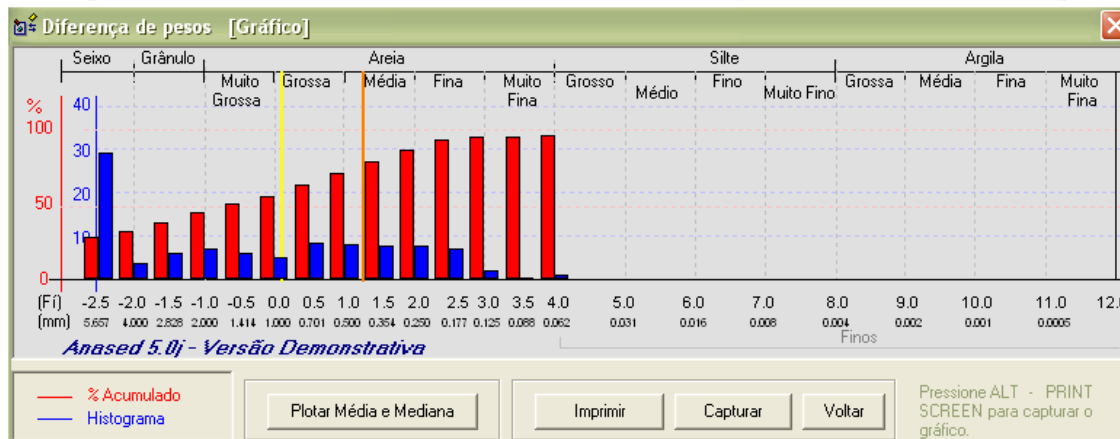 Diferença de pesos [Gráfico]
Seixo Grânulo Areia Silte Argila
Muito Grossa Grossa Média Fina Muito Fina Grosso Médio Fino Muito Fino Grossa Média Fina Muito Fina
% 40
100
30
20
50
10
0
(Fí) -2.5 -2.0 -1.5 -1.0 -0.5 0.0 0.5 1.0 1.5 2.0 2.5 3.0 3.5 4.0 5.0 6.0 7.0 8.0 9.0 10.0 11.0 12.
(mm) 5.657 4.000 2.828 2.000 1.414 1.000 0.701 0.500 0.354 0.250 0.177 0.125 0.088 0.062 0.031 0.016 0.008 0.004 0.002 0.001 0.0005
Finos
Anased 5.0j - Versão Demonstrativa
% Acumulado
Histograma
Plotar Média e Mediana
Imprimir
Capturar
Voltar
Pressione ALT - PRINT
SCREEN para capturar o
gráfico.